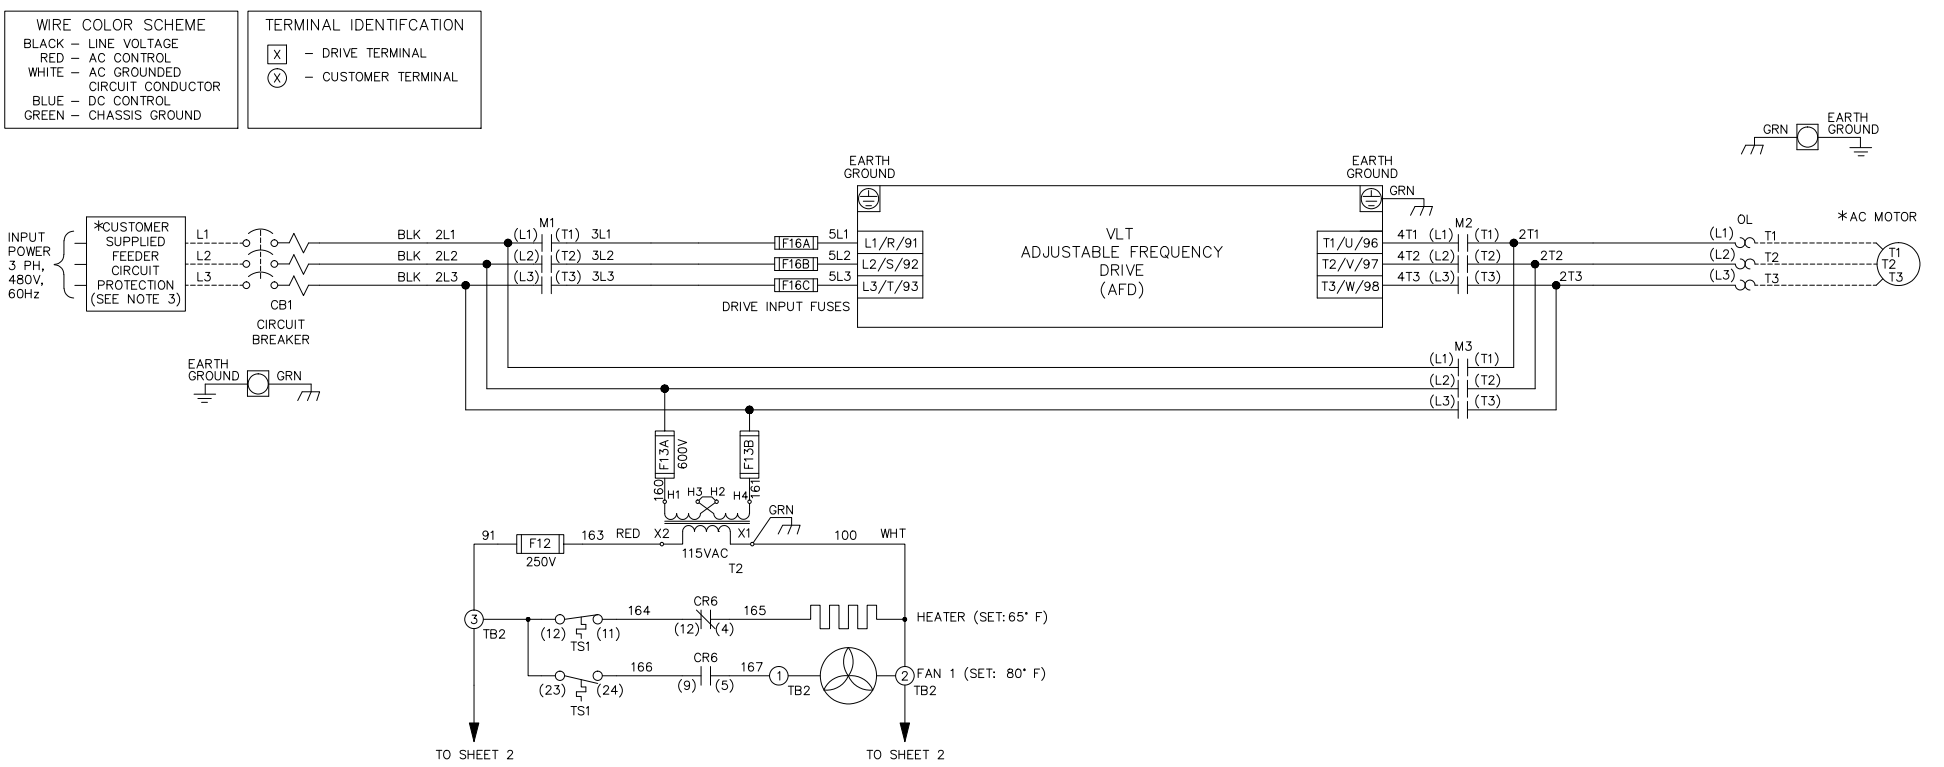 WIRE COLOR SCHEME
BLACK – LINE VOLTAGE
RED – AC CONTROL
WHITE – AC GROUNDED
CIRCUIT CONDUCTOR
BLUE – DC CONTROL
GREEN – CHASSIS GROUND
TERMINAL IDENTIFCATION
X – DRIVE TERMINAL
X – CUSTOMER TERMINAL
GRN
EARTH
GROUND
INPUT
POWER
3 PH,
480V,
60Hz
*CUSTOMER
SUPPLIED
FEEDER
CIRCUIT
PROTECTION
(SEE NOTE 3)
L1
L2
L3
CB1
CIRCUIT
BREAKER
BLK 2L1
BLK 2L2
BLK 2L3
M1
(L1) (T1) 3L1
(L2) (T2) 3L2
(L3) (T3) 3L3
F16A
F16B
F16C
5L1
5L2
5L3
DRIVE INPUT FUSES
EARTH
GROUND
L1/R/91
L2/S/92
L3/T/93
VLT
ADJUSTABLE FREQUENCY
DRIVE
(AFD)
EARTH
GROUND
GRN
T1/U/96
T2/V/97
T3/W/98
M2
4T1 (L1) (T1) 2T1
4T2 (L2) (T2) 2T2
4T3 (L3) (T3) 2T3
OL
(L1) T1
(L2) T2
(L3) T3
*AC MOTOR
T1
T2
T3
M3
(L1) (T1)
(L2) (T2)
(L3) (T3)
EARTH
GROUND
GRN
F13A
600V
F13B
160
161
H1 H3 H2 H4
GRN
91
F12
250V
163 RED X2
X1 100 WHT
115VAC
T2
3
TB2
(12) (11)
TS1
164
CR6
(12) (4)
165
HEATER (SET:65° F)
(23) (24)
TS1
166
CR6
(9) (5)
167
1
TB2
2
TB2
FAN 1 (SET: 80° F)
TO SHEET 2
TO SHEET 2